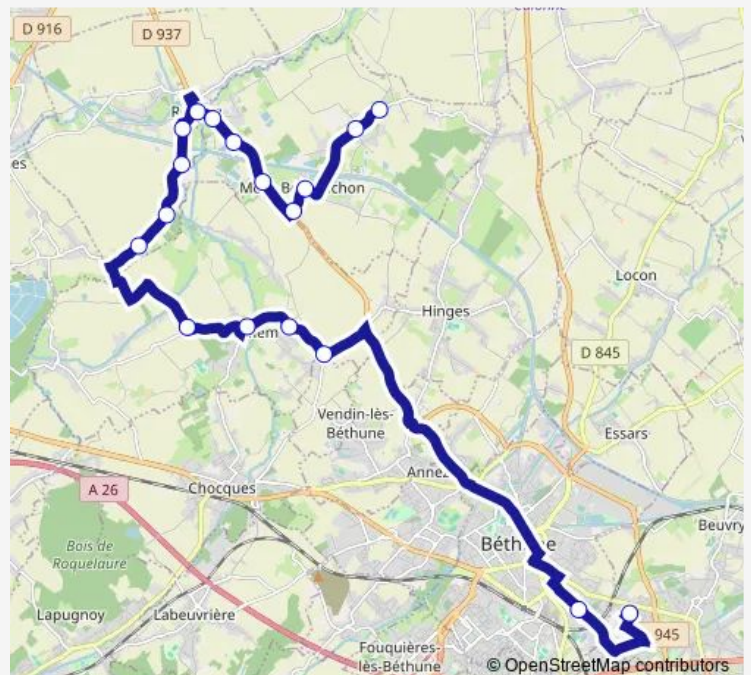 Calonne
D 916
D 937
Locon
Hinges
D 845
Vendin-lès-
Béthune
Essars
Chocques
A 26
Beuvry
Bois de
Roquelaure
Lapugnoy
Labeuvrière
945
Fouquières-
lès-Béthune
© OpenStreetMap contributors